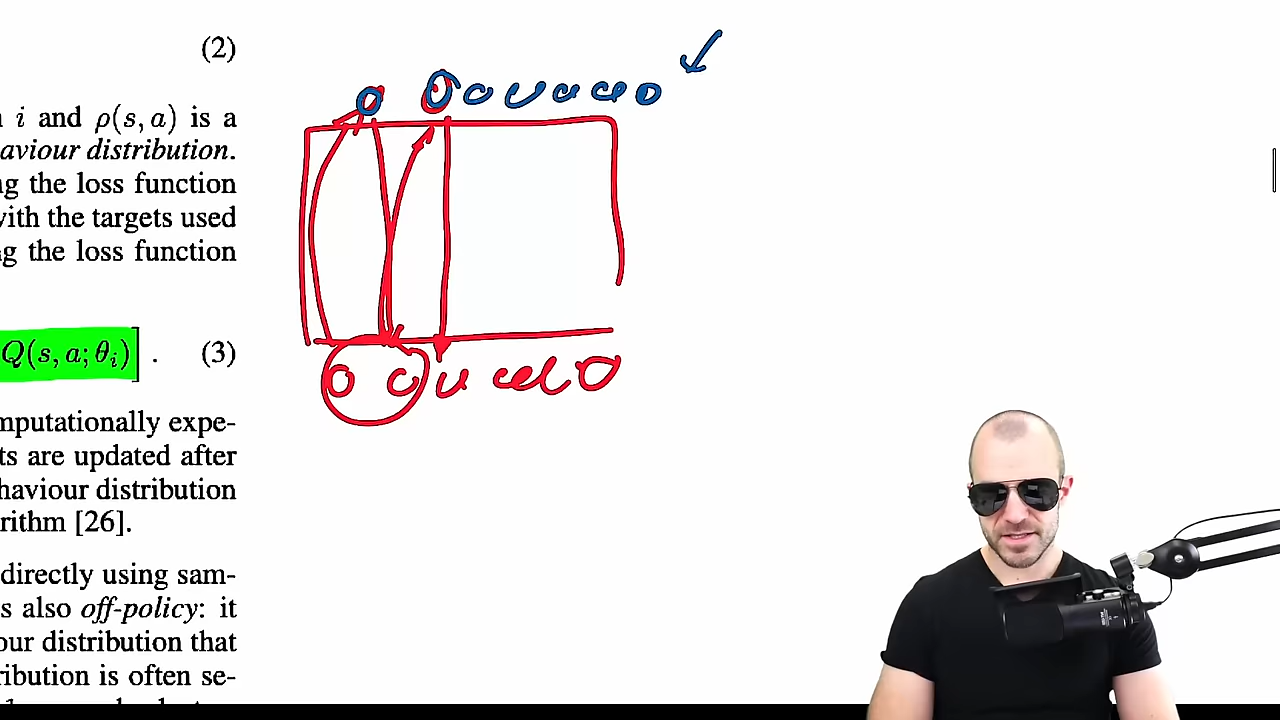 (2)
i and ρ(s, a) is a
aviour distribution.
the loss function
with the targets used
the loss function
Q(s, a; θᵢ)] . (3)
mputationally expe-
ts are updated after
haviour distribution
rithm [26].
directly using sam-
s also off-policy: it
our distribution that
ribution is often se-